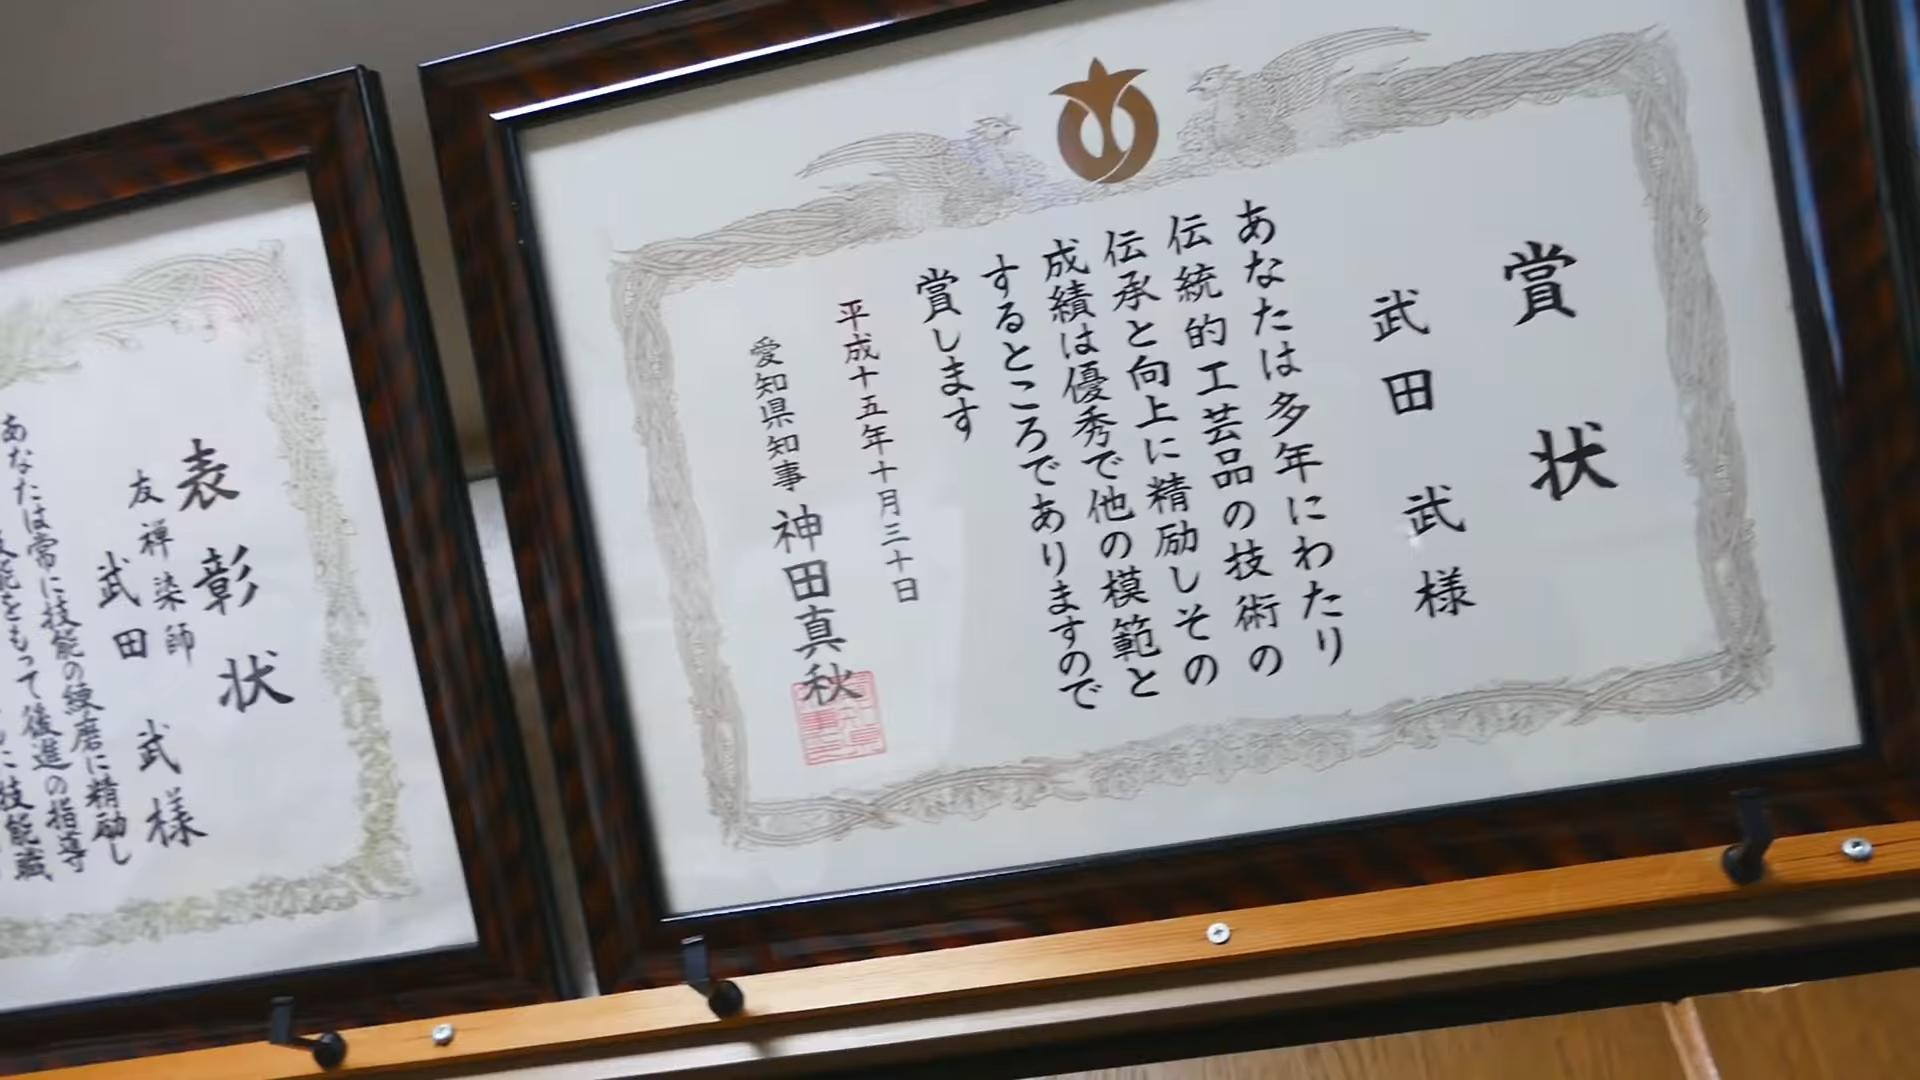 賞状
武田武様
あなたは多年にわたり
伝統的工芸品の技術の
伝承と向上に精励しその
成績は優秀で他の模範と
するところでありますので
賞します
平成十五年十月三十日
愛知県知事 神田真秋
表彰状
友禅染師
武田武様
あなたは常に技能の練磨に精励し
技能をもって後進の指導
技能職